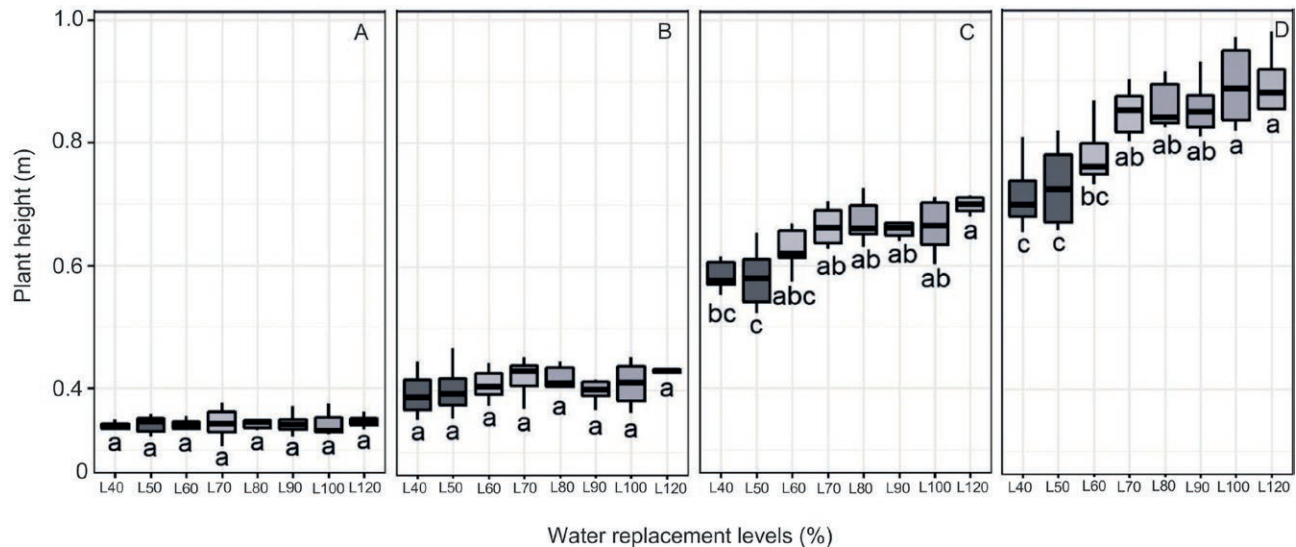 1.0
0.8
0.6
0.4
0
Plant height (m)
A
a a a a a a a a
L40 L50 L60 L70 L80 L90 L100 L120
B
a a a a a a a a
L40 L50 L60 L70 L80 L90 L100 L120
C
bc c abc ab ab ab ab a
L40 L50 L60 L70 L80 L90 L100 L120
D
c c bc ab ab ab a a
L40 L50 L60 L70 L80 L90 L100 L120
Water replacement levels (%)